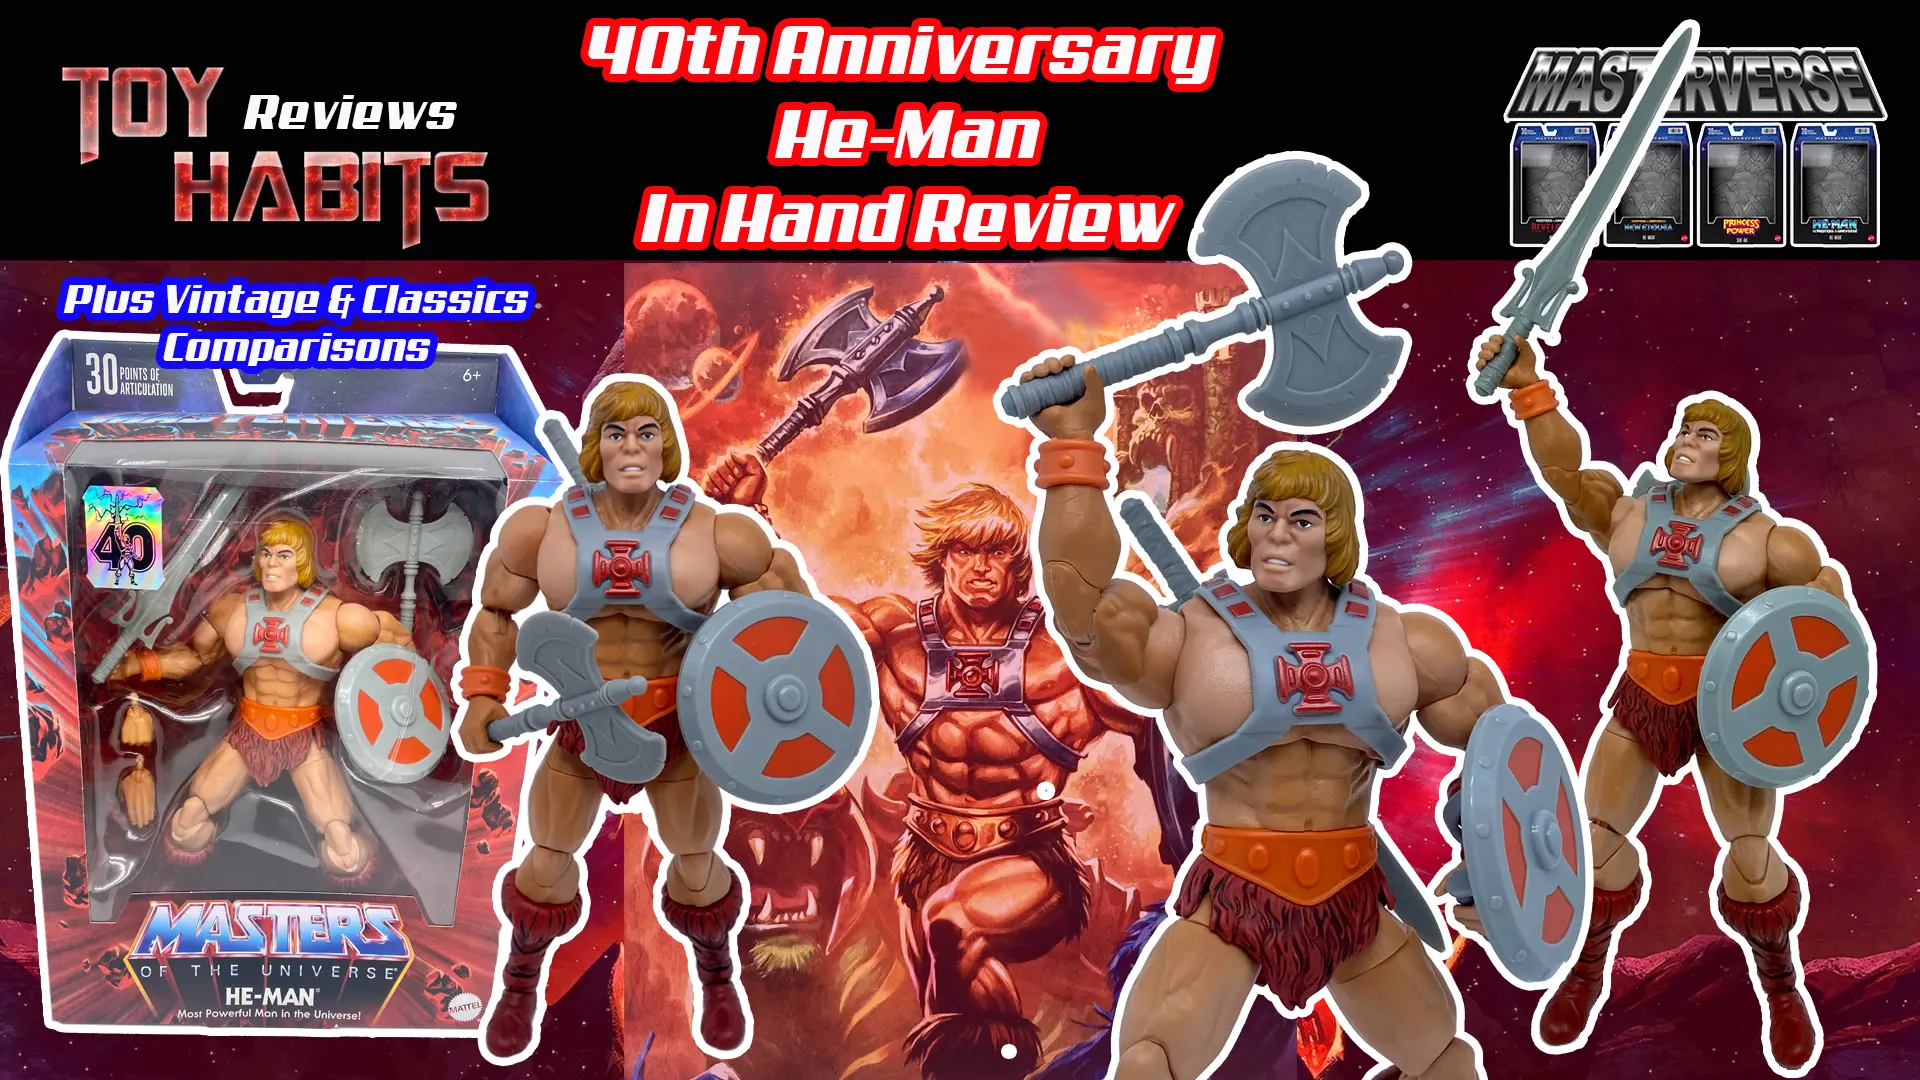 TOY
Reviews
HABITS
40th Anniversary
He-Man
In Hand Review
MASTERVERSE
PRINCESS
POWER
HE-MAN
Plus Vintage & Classics
Comparisons
30 POINTS OF
ARTICULATION
6+
MASTERVERSE
40
MASTERS
OF THE UNIVERSE®
HE-MAN®
Most Powerful Man in the Universe!
MATTEL